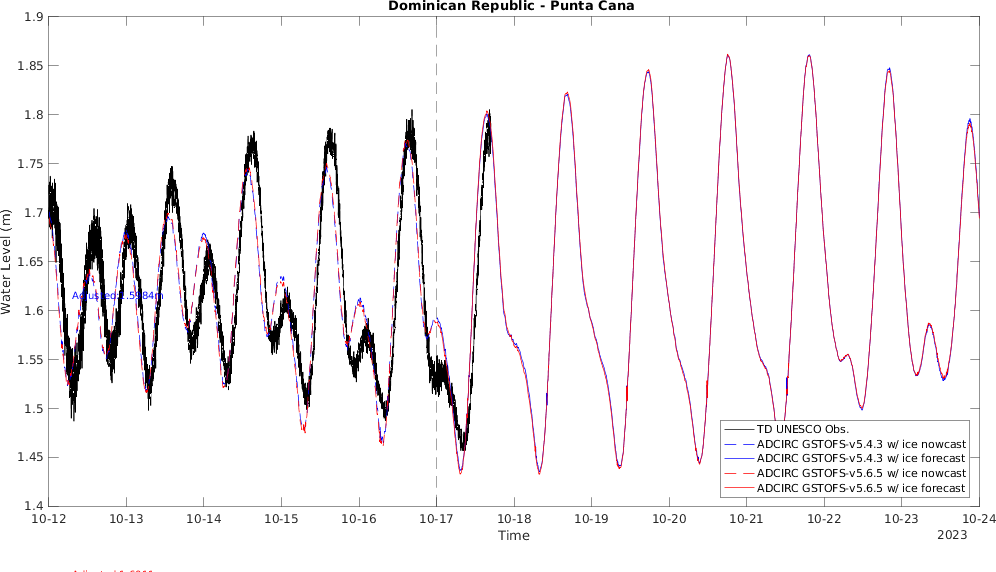 Dominican Republic - Punta Cana
1.9
1.85
1.8
1.75
1.7
1.65
1.6
1.55
1.5
1.45
1.4
Water Level (m)
TD UNESCO Obs.
ADCIRC GSTOFS-v5.4.3 w/ ice nowcast
ADCIRC GSTOFS-v5.4.3 w/ ice forecast
ADCIRC GSTOFS-v5.6.5 w/ ice nowcast
ADCIRC GSTOFS-v5.6.5 w/ ice forecast
10-12 10-13 10-14 10-15 10-16 10-17 10-18 10-19 10-20 10-21 10-22 10-23 10-24
Time
2023